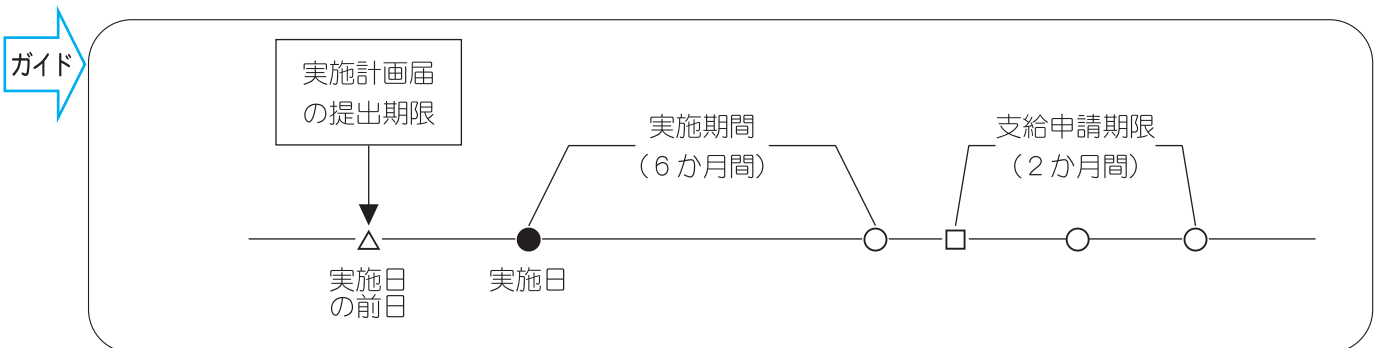 ガイド
実施計画届
の提出期限
実施期間
（６か月間）
支給申請期限
（２か月間）
実施日
の前日
実施日